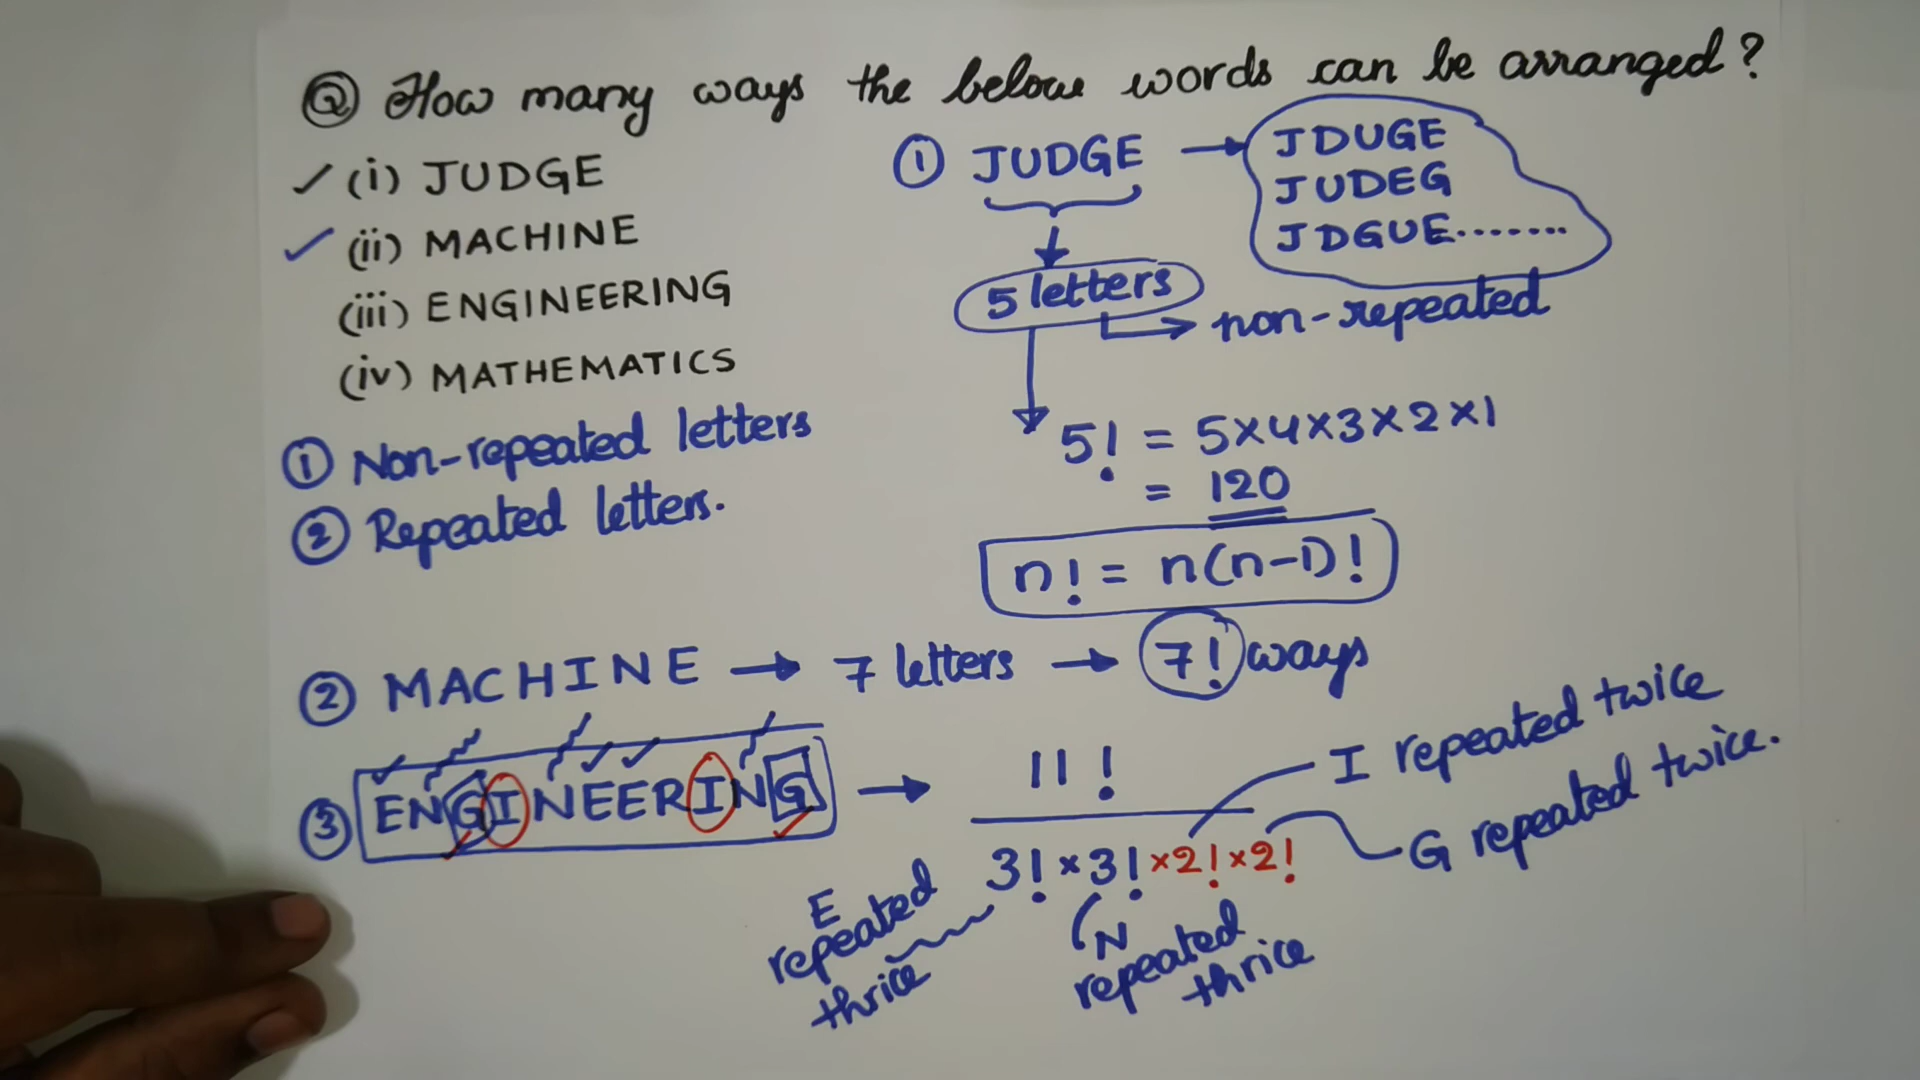 Q How many ways the below words can be arranged?
(i) JUDGE
(ii) MACHINE
(iii) ENGINEERING
(iv) MATHEMATICS
1 Non-repeated letters
2 Repeated letters.
1 JUDGE → JDUGE
JUDEG
JDGUE.......
5 letters
non-repeated
5! = 5×4×3×2×1
= 120
n! = n(n-1)!
2 MACHINE → 7 letters → 7! ways
3 ENGINEERING → 11!
3! × 3! × 2! × 2!
I repeated twice
G repeated twice.
E
repeated
thrice
N
repeated
thrice